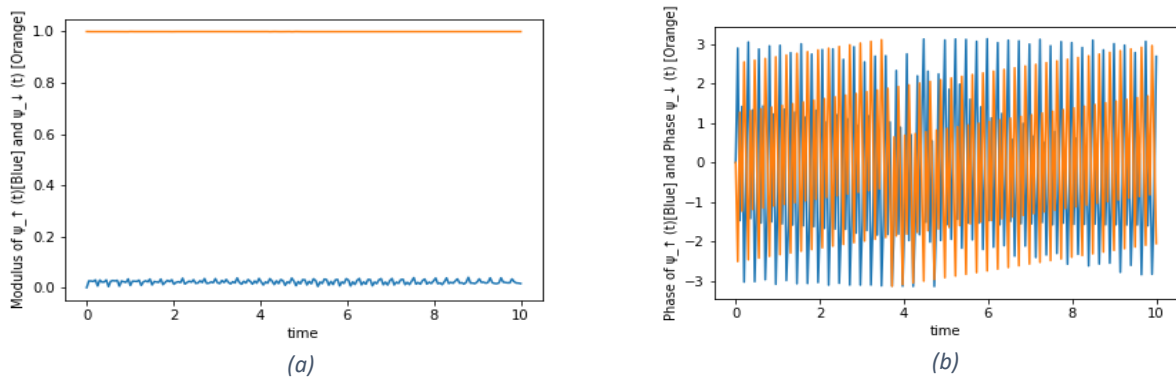 Modulus of ψ_↑ (t)[Blue] and ψ_↓ (t) [Orange]
1.0
0.8
0.6
0.4
0.2
0.0
0 2 4 6 8 10
time
(a)
Phase of ψ_↑ (t)[Blue] and Phase ψ_↓ (t) [Orange]
3
2
1
0
−1
−2
−3
0 2 4 6 8 10
time
(b)